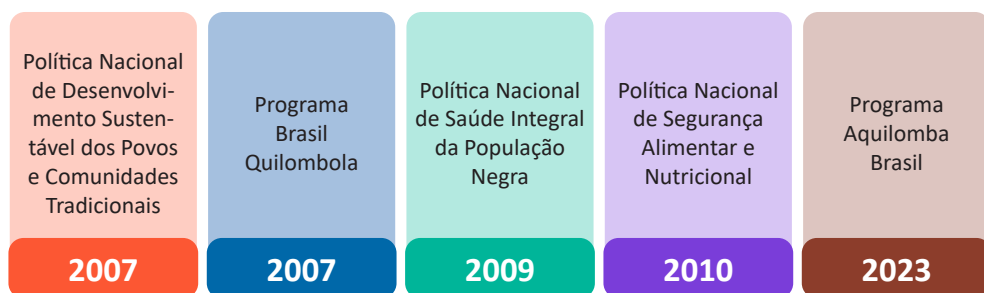 Política Nacional
de Desenvolvi-
mento Susten-
tável dos Povos
e Comunidades
Tradicionais
2007
Programa
Brasil
Quilombola
2007
Política Nacional
de Saúde Integral
da População
Negra
2009
Política Nacional
de Segurança
Alimentar e
Nutricional
2010
Programa
Aquilomba
Brasil
2023